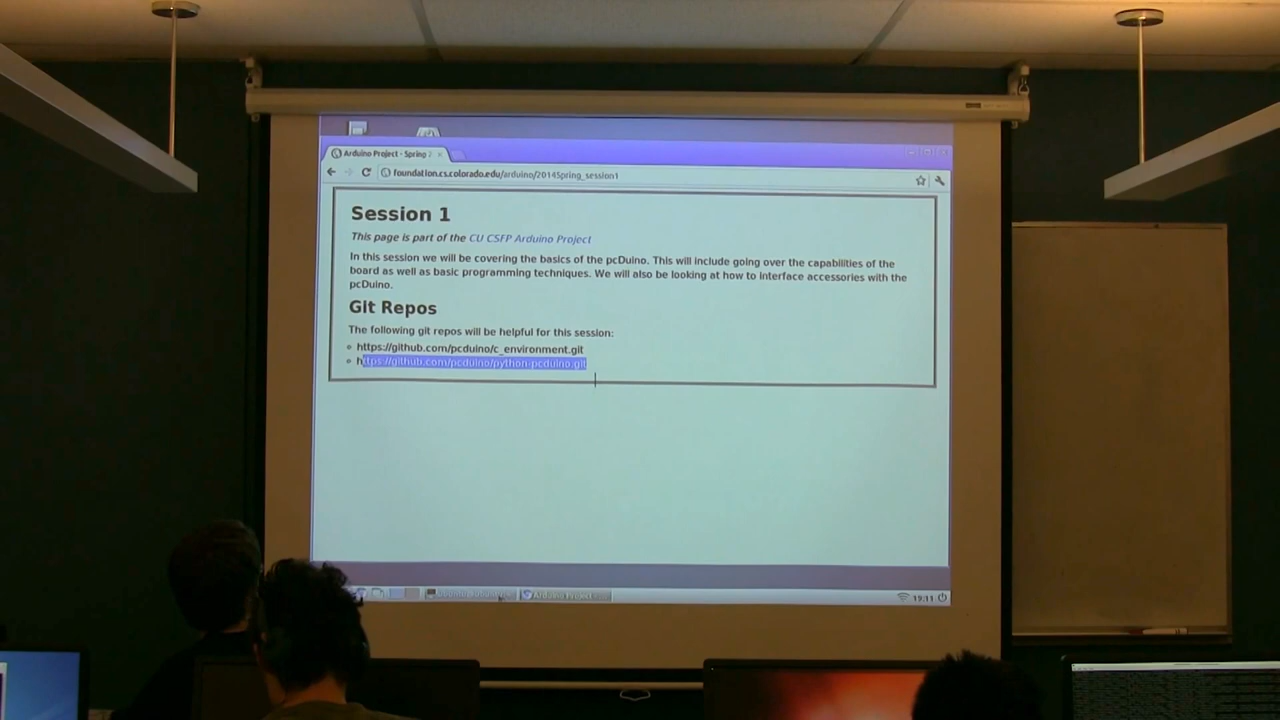 Arduino Project - Spring 2
foundation.cs.colorado.edu/arduino/2014Spring_session1
Session 1
This page is part of the CU CSFP Arduino Project
In this session we will be covering the basics of the pcDuino. This will include going over the capabilities of the
board as well as basic programming techniques. We will also be looking at how to interface accessories with the
pcDuino.
Git Repos
The following git repos will be helpful for this session:
https://github.com/pcduino/c_environment.git
https://github.com/pcduino/python-pcduino.git
Arduino Project
19:11